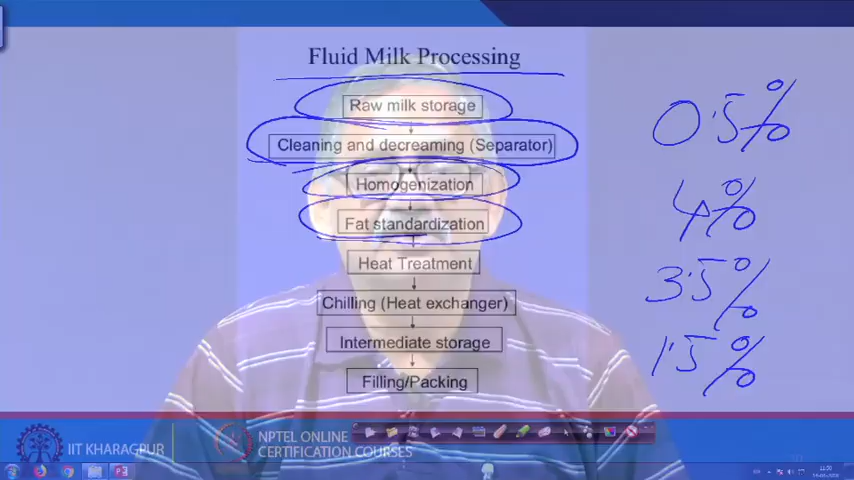 Fluid Milk Processing
Raw milk storage
Cleaning and decreaming (Separator)
Homogenization
Fat standardization
Heat Treatment
Chilling (Heat exchanger)
Intermediate storage
Filling/Packing
0.5%
4%
3.5%
1.5%
IIT KHARAGPUR
NPTEL ONLINE
CERTIFICATION COURSES